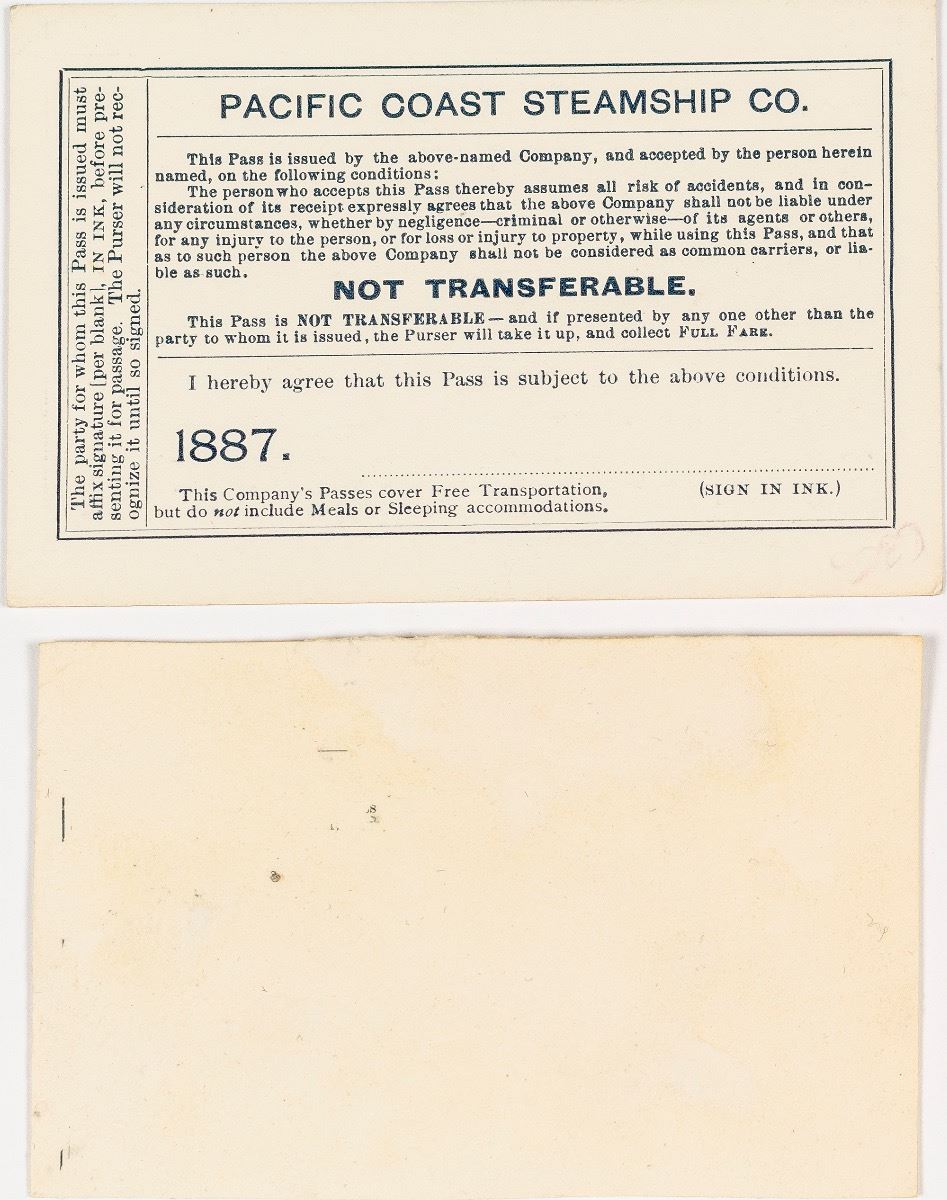 The party for whom this Pass is issued must
affix signature [per blank], IN INK, before pre-
senting it for passage. The Purser will not rec-
ognize it until so signed.
PACIFIC COAST STEAMSHIP CO.
This Pass is issued by the above-named Company, and accepted by the person herein
named, on the following conditions:
The person who accepts this Pass thereby assumes all risk of accidents, and in con-
sideration of its receipt expressly agrees that the above Company shall not be liable under
any circumstances, whether by negligence—criminal or otherwise—of its agents or others,
for any injury to the person, or for loss or injury to property, while using this Pass, and that
as to such person the above Company shall not be considered as common carriers, or lia-
ble as such.
NOT TRANSFERABLE.
This Pass is NOT TRANSFERABLE—and if presented by any one other than the
party to whom it is issued, the Purser will take it up, and collect FULL FARE.
I hereby agree that this Pass is subject to the above conditions.
1887.
This Company's Passes cover Free Transportation,
but do not include Meals or Sleeping accommodations.
(SIGN IN INK.)